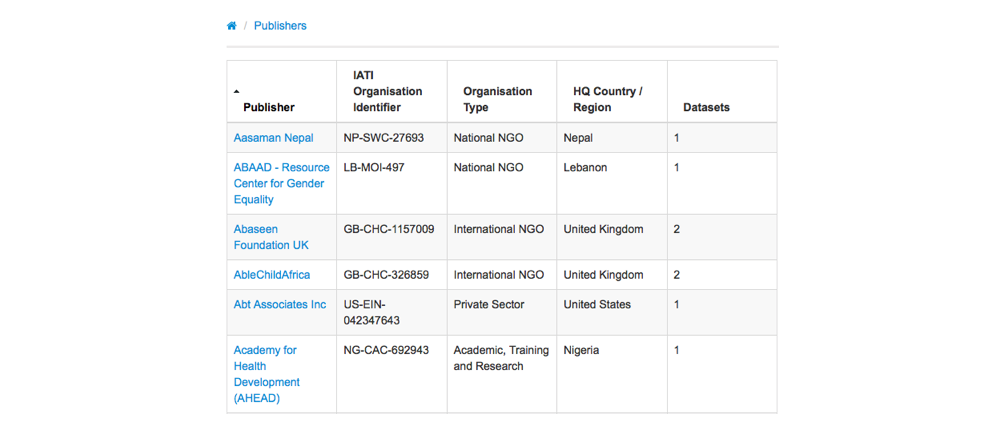 / Publishers
Publisher
IATI
Organisation
Identifier
Organisation
Type
HQ Country /
Region
Datasets
Aasaman Nepal
NP-SWC-27693
National NGO
Nepal
1
ABAAD - Resource
Center for Gender
Equality
LB-MOI-497
National NGO
Lebanon
1
Abaseen
Foundation UK
GB-CHC-1157009
International NGO
United Kingdom
2
AbleChildAfrica
GB-CHC-326859
International NGO
United Kingdom
2
Abt Associates Inc
US-EIN-
042347643
Private Sector
United States
1
Academy for
Health
Development
(AHEAD)
NG-CAC-692943
Academic, Training
and Research
Nigeria
1